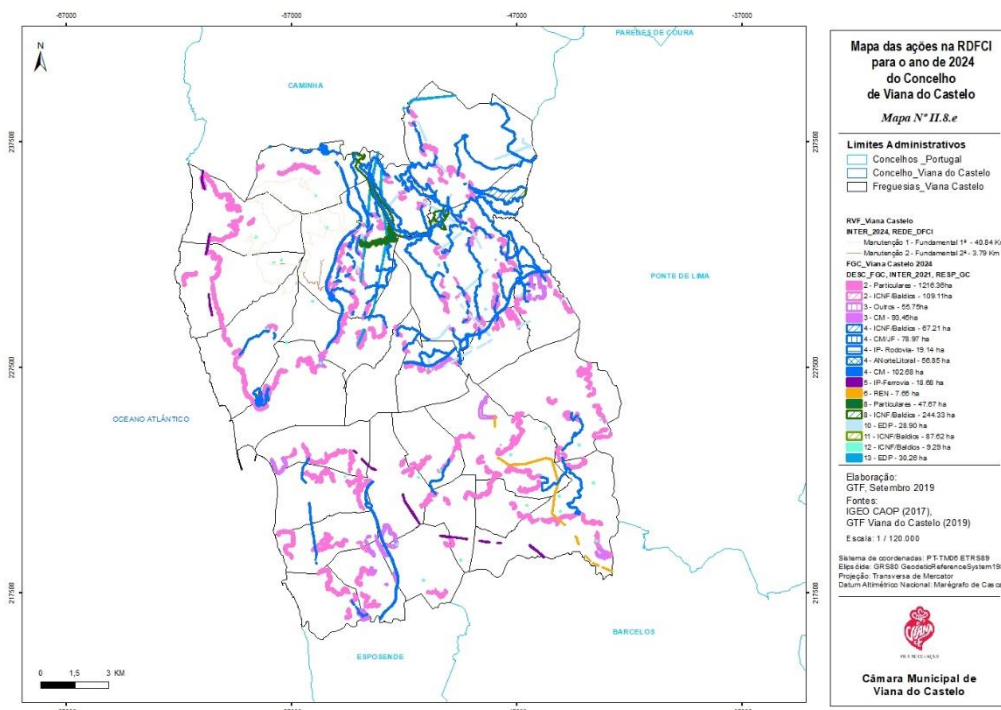 -67000
-57000
-47000
-37000
N
PAREDES DE COURA
CAMINHA
237500
237500
PONTE DE LIMA
227500
227500
OCEANO ATLÂNTICO
217500
217500
BARCELOS
ESPOSENDE
0 1,5 3 KM
Mapa das ações na RDFCI
para o ano de 2024
do Concelho
de Viana do Castelo
Mapa Nº II.8.e
Limites Administrativos
Concelhos _Portugal
Concelho_Viana do Castelo
Freguesias_Viana Castelo
RVF_Viana Castelo
INTER_2024, REDE_DFCI
Manutenção 1 - Fundamental 1ª - 40.84 K
Manutenção 2 - Fundamental 2ª - 3.79 Km
FGC_Viana Castelo 2024
DESC_FGC, INTER_2021, RESP_GC
2 - Particulares - 1216.36ha
2 - ICNF/Baldios - 109.11ha
3 - Outros - 55.75ha
3 - CM - 93.46ha
4 - ICNF/Baldios - 67.21 ha
4 - CM/JF - 78.97 ha
4 - IP- Rodovia- 19.14 ha
4 - ANorteLitoral - 56.85 ha
4 - CM - 102.68 ha
5 - IP-Ferrovia - 18.68 ha
6 - REN - 7.66 ha
8 - Particulares - 47.67 ha
8 - ICNF/Baldios - 244.33 ha
10 - EDP - 28.90 ha
11 - ICNF/Baldios - 87.62 ha
12 - ICNF/Baldios - 9.29 ha
13 - EDP - 30.26 ha
Elaboração:
GTF, Setembro 2019
Fontes:
IGEO CAOP (2017),
GTF Viana do Castelo (2019)
Escala: 1 / 120.000
Sistema de coordenadas: PT-TM06 ETRS89
Elipsóide: GRS80 GeodeticReferenceSystem19
Projeção: Transversa de Mercator
Datum Altimétrico Nacional: Marégrafo de Casca
VIANA
Câmara Municipal de
Viana do Castelo